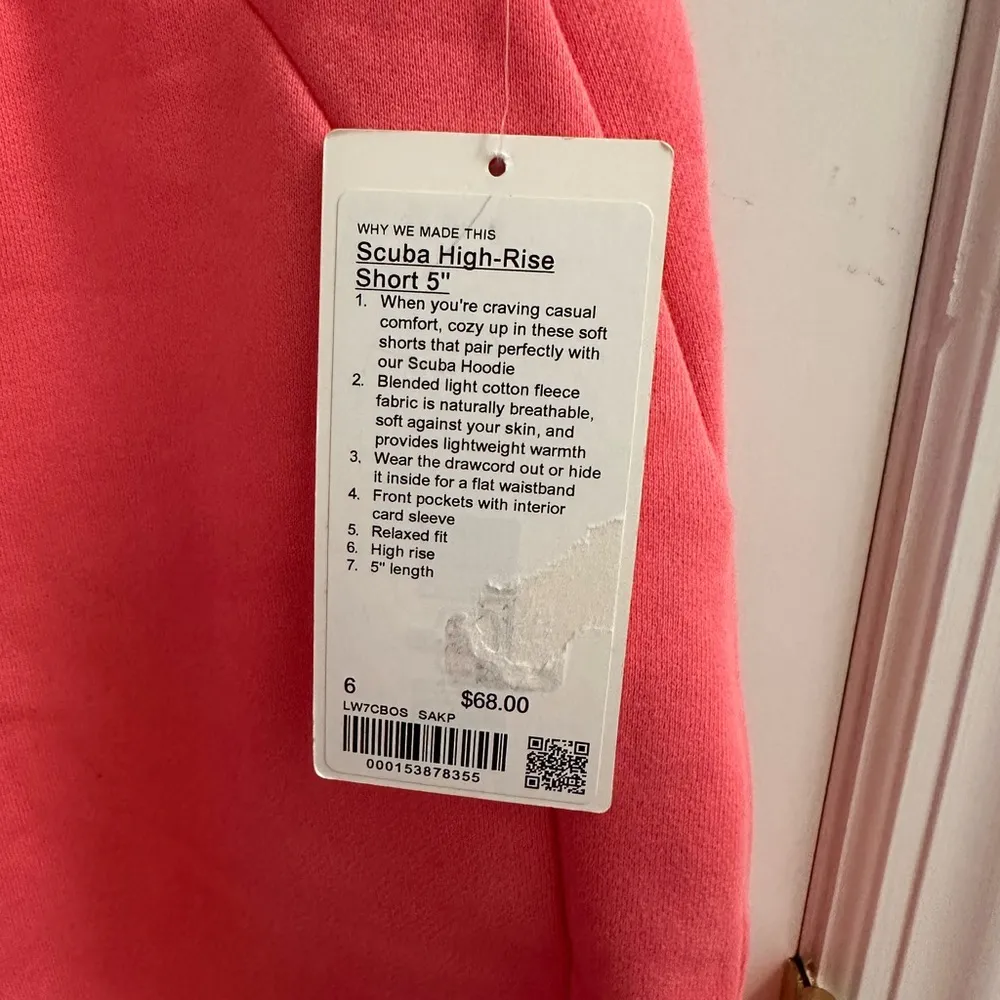 WHY WE MADE THIS
Scuba High-Rise
Short 5"
1. When you're craving casual
comfort, cozy up in these soft
shorts that pair perfectly with
our Scuba Hoodie
2. Blended light cotton fleece
fabric is naturally breathable,
soft against your skin, and
provides lightweight warmth
3. Wear the drawcord out or hide
it inside for a flat waistband
4. Front pockets with interior
card sleeve
5. Relaxed fit
6. High rise
7. 5" length
6 $68.00
LW7CBOS SAKP
000153878355